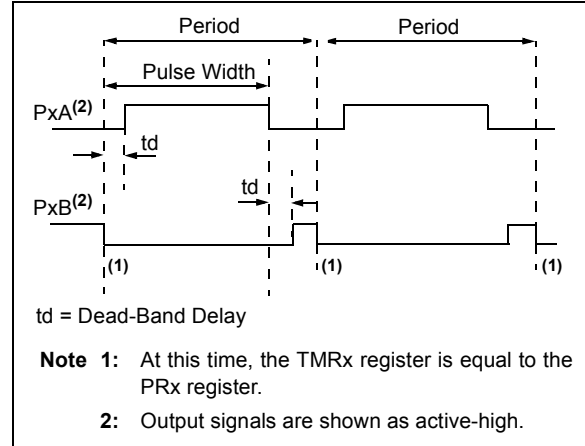 Period Period
Pulse Width
PxA(2)
td
td
PxB(2)
(1) (1) (1)
td = Dead-Band Delay
Note 1: At this time, the TMRx register is equal to the
PRx register.
2: Output signals are shown as active-high.